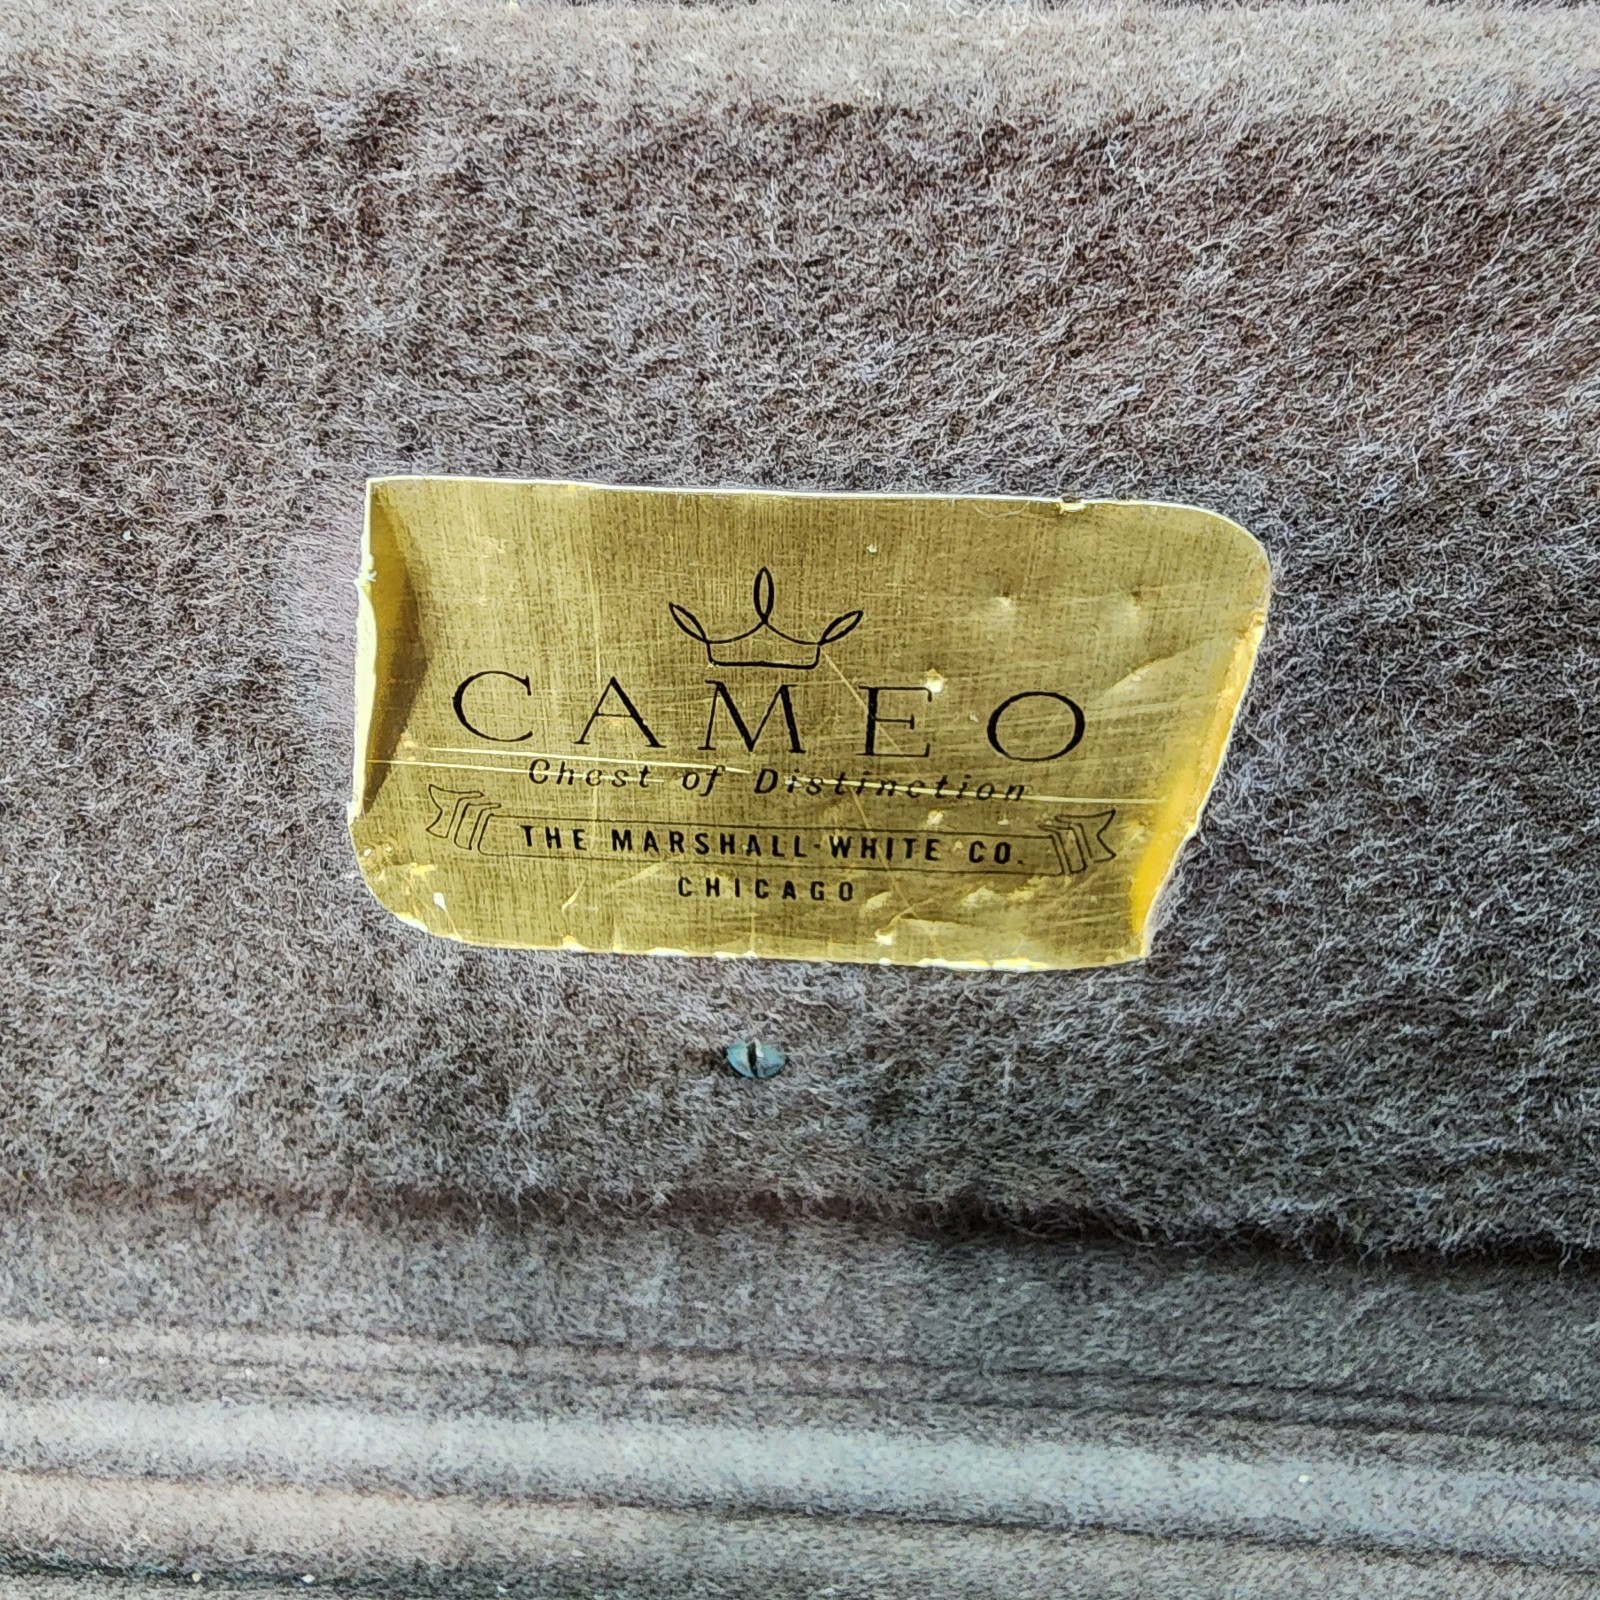 CAMEO
Chest of Distinction
THE MARSHALL-WHITE CO.
CHICAGO